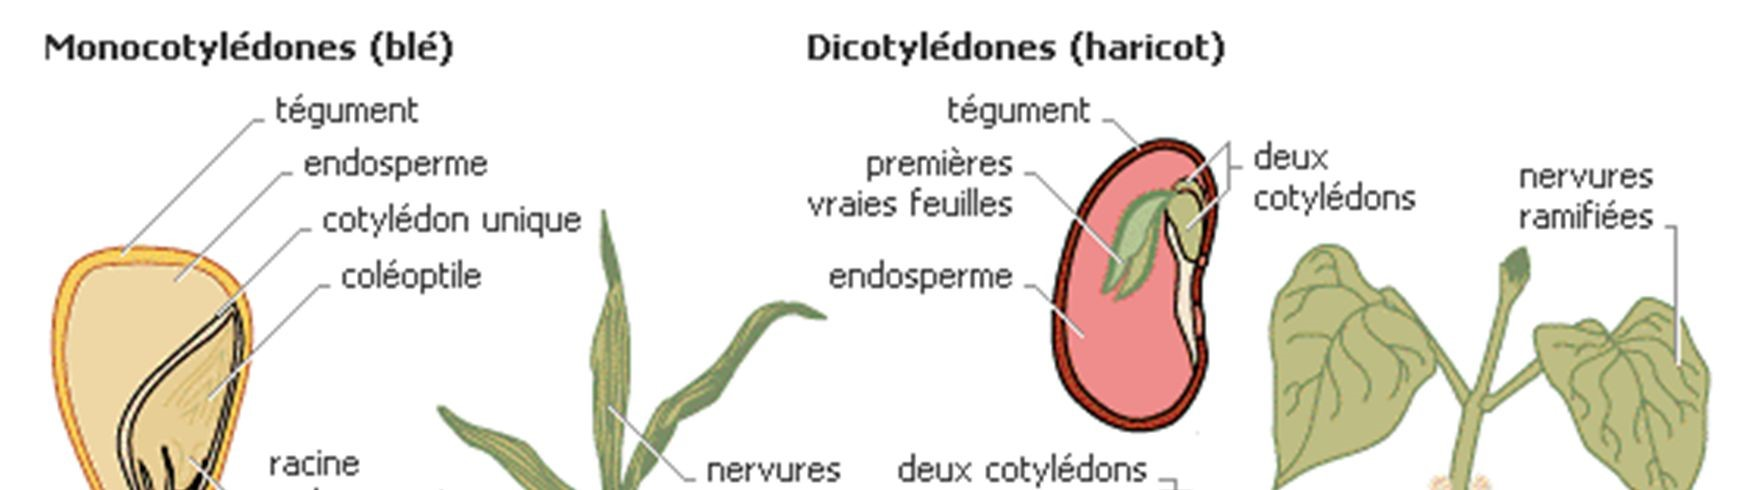 Monocotylédones (blé)
tégument
endosperme
cotylédon unique
coléoptile
racine
nervures
Dicotylédones (haricot)
tégument
premières
vraies feuilles
endosperme
deux
cotylédons
nervures
ramifiées
deux cotylédons